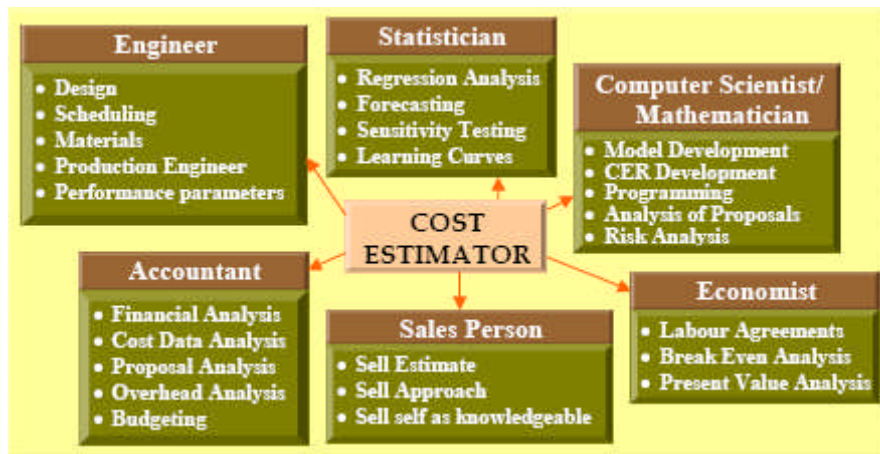 Engineer
• Design
• Scheduling
• Materials
• Production Engineer
• Performance parameters
Statistician
• Regression Analysis
• Forecasting
• Sensitivity Testing
• Learning Curves
Computer Scientist/
Mathematician
• Model Development
• CER Development
• Programming
• Analysis of Proposals
• Risk Analysis
COST
ESTIMATOR
Accountant
• Financial Analysis
• Cost Data Analysis
• Proposal Analysis
• Overhead Analysis
• Budgeting
Sales Person
• Sell Estimate
• Sell Approach
• Sell self as knowledgeable
Economist
• Labour Agreements
• Break Even Analysis
• Present Value Analysis